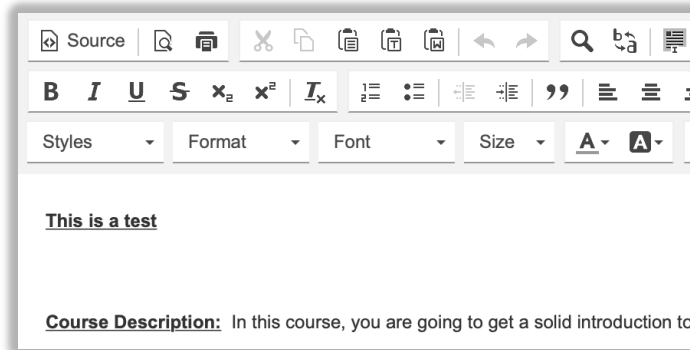 Source
Styles Format Font Size
This is a test
Course Description: In this course, you are going to get a solid introduction to